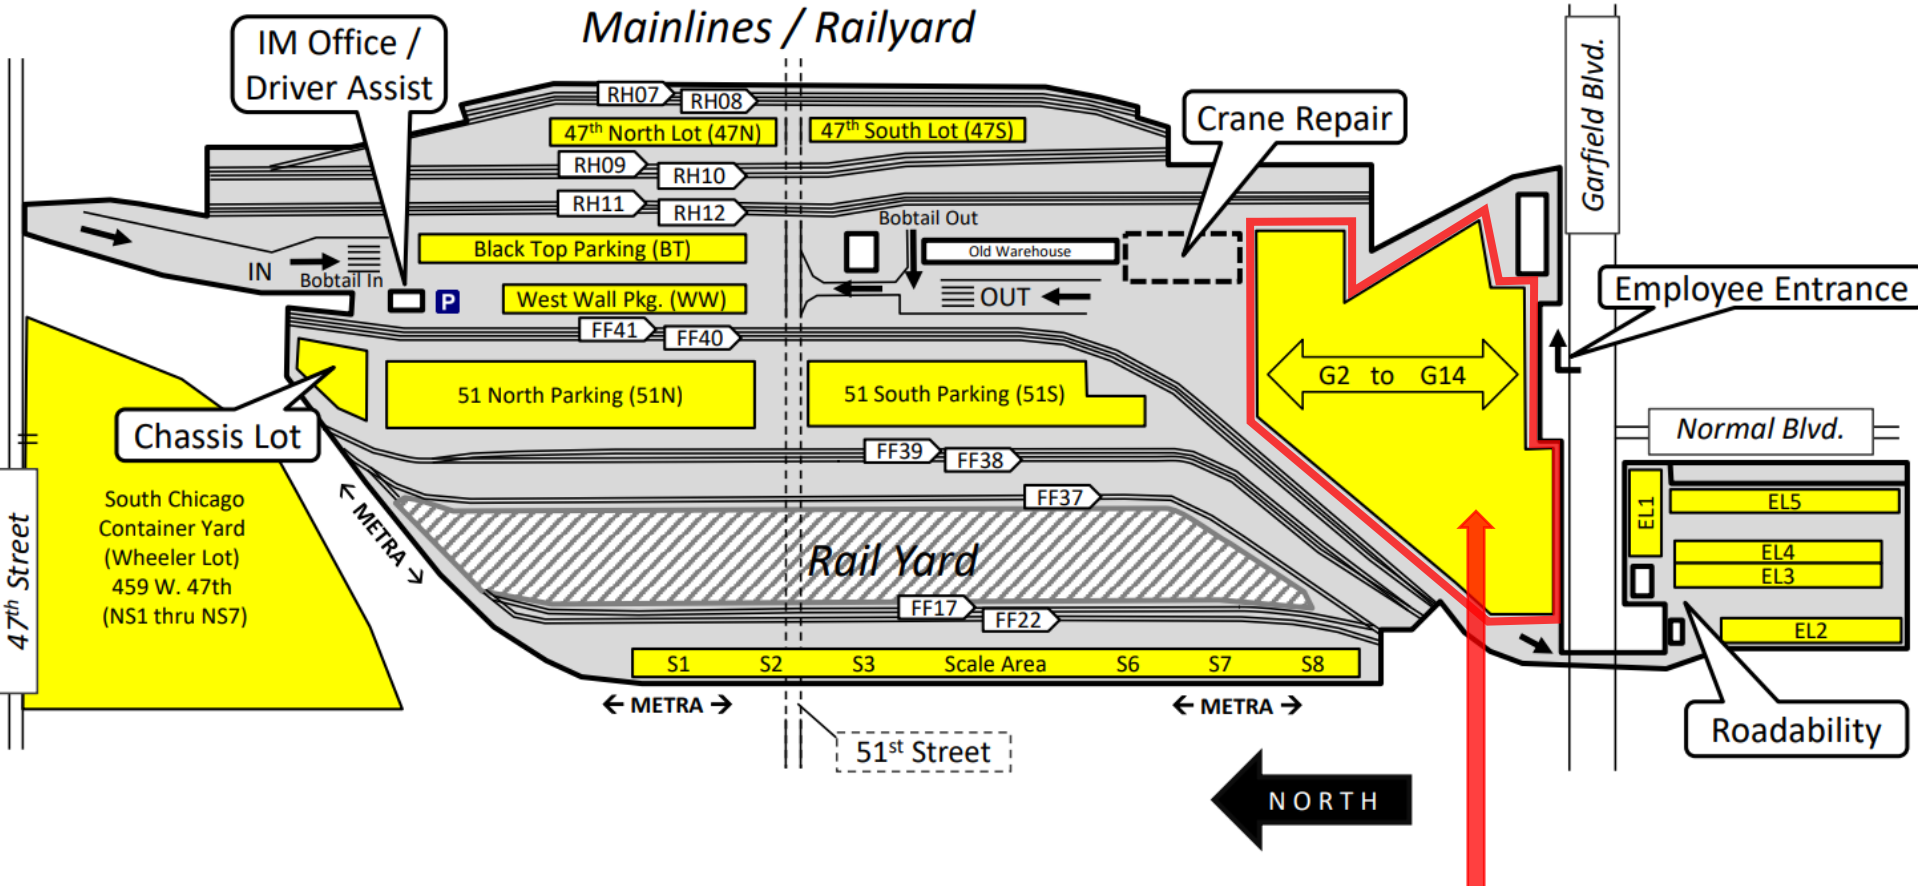 Mainlines / Railyard
IM Office /
Driver Assist
RH07
RH08
47th North Lot (47N)
47th South Lot (47S)
Crane Repair
Garfield Blvd.
RH09
RH10
RH11
RH12
Bobtail Out
Black Top Parking (BT)
Old Warehouse
IN
Bobtail In
P
West Wall Pkg. (WW)
OUT
Employee Entrance
FF41
FF40
G2 to G14
51 North Parking (51N)
51 South Parking (51S)
Chassis Lot
Normal Blvd.
FF39
FF38
47th Street
South Chicago
Container Yard
(Wheeler Lot)
459 W. 47th
(NS1 thru NS7)
← METRA →
FF37
Rail Yard
EL1
EL5
EL4
EL3
EL2
FF17
FF22
S1 S2 S3 Scale Area S6 S7 S8
← METRA →
← METRA →
51st Street
Roadability
NORTH